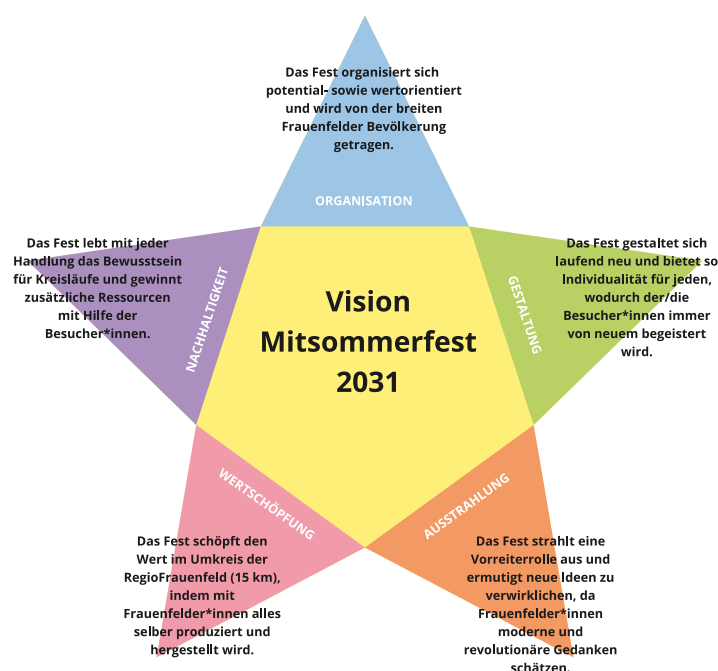 Das Fest organisiert sich
potential- sowie wertorientiert
und wird von der breiten
Frauenfelder Bevölkerung
getragen.
ORGANISATION
Das Fest lebt mit jeder
Handlung das Bewusstsein
für Kreisläufe und gewinnt
zusätzliche Ressourcen
mit Hilfe der
Besucher*innen.
NACHHALTIGKEIT
Vision
Mitsommerfest
2031
GESTALTUNG
Das Fest gestaltet sich
laufend neu und bietet so
Individualität für jeden,
wodurch der/die
Besucher*innen immer
von neuem begeistert
wird.
WERTSCHÖPFUNG
Das Fest schöpft den
Wert im Umkreis der
RegioFrauenfeld (15 km),
indem mit
Frauenfelder*innen alles
selber produziert und
hergestellt wird.
AUSSTRAHLUNG
Das Fest strahlt eine
Vorreiterrolle aus und
ermutigt neue Ideen zu
verwirklichen, da
Frauenfelder*innen
moderne und
revolutionäre Gedanken
schätzen.